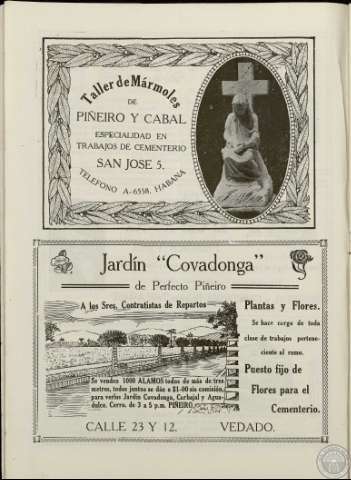 Taller de Mármoles
DE
PIÑEIRO Y CABAL
ESPECIALIDAD EN
TRABAJOS DE CEMENTERIO
SAN JOSE 5.
TELEFONO A-6558, HABANA
Jardín "Covadonga"
de Perfecto Piñeiro
A los Sres. Contratistas de Repartos
Se venden 1000 ALAMOS todos de más de tres
metros, todos juntos se dan a $1-00 sin comisión,
para verlos Jardín Covadonga, Carbajal y Agua-
dulce. Cerro. de 3 a 5 p.m. PIÑEIRO.
Plantas y Flores.
Se hace cargo de toda
clase de trabajos pertene-
ciente al ramo.
Puesto fijo de
Flores para el
Cementerio.
CALLE 23 Y 12. VEDADO.